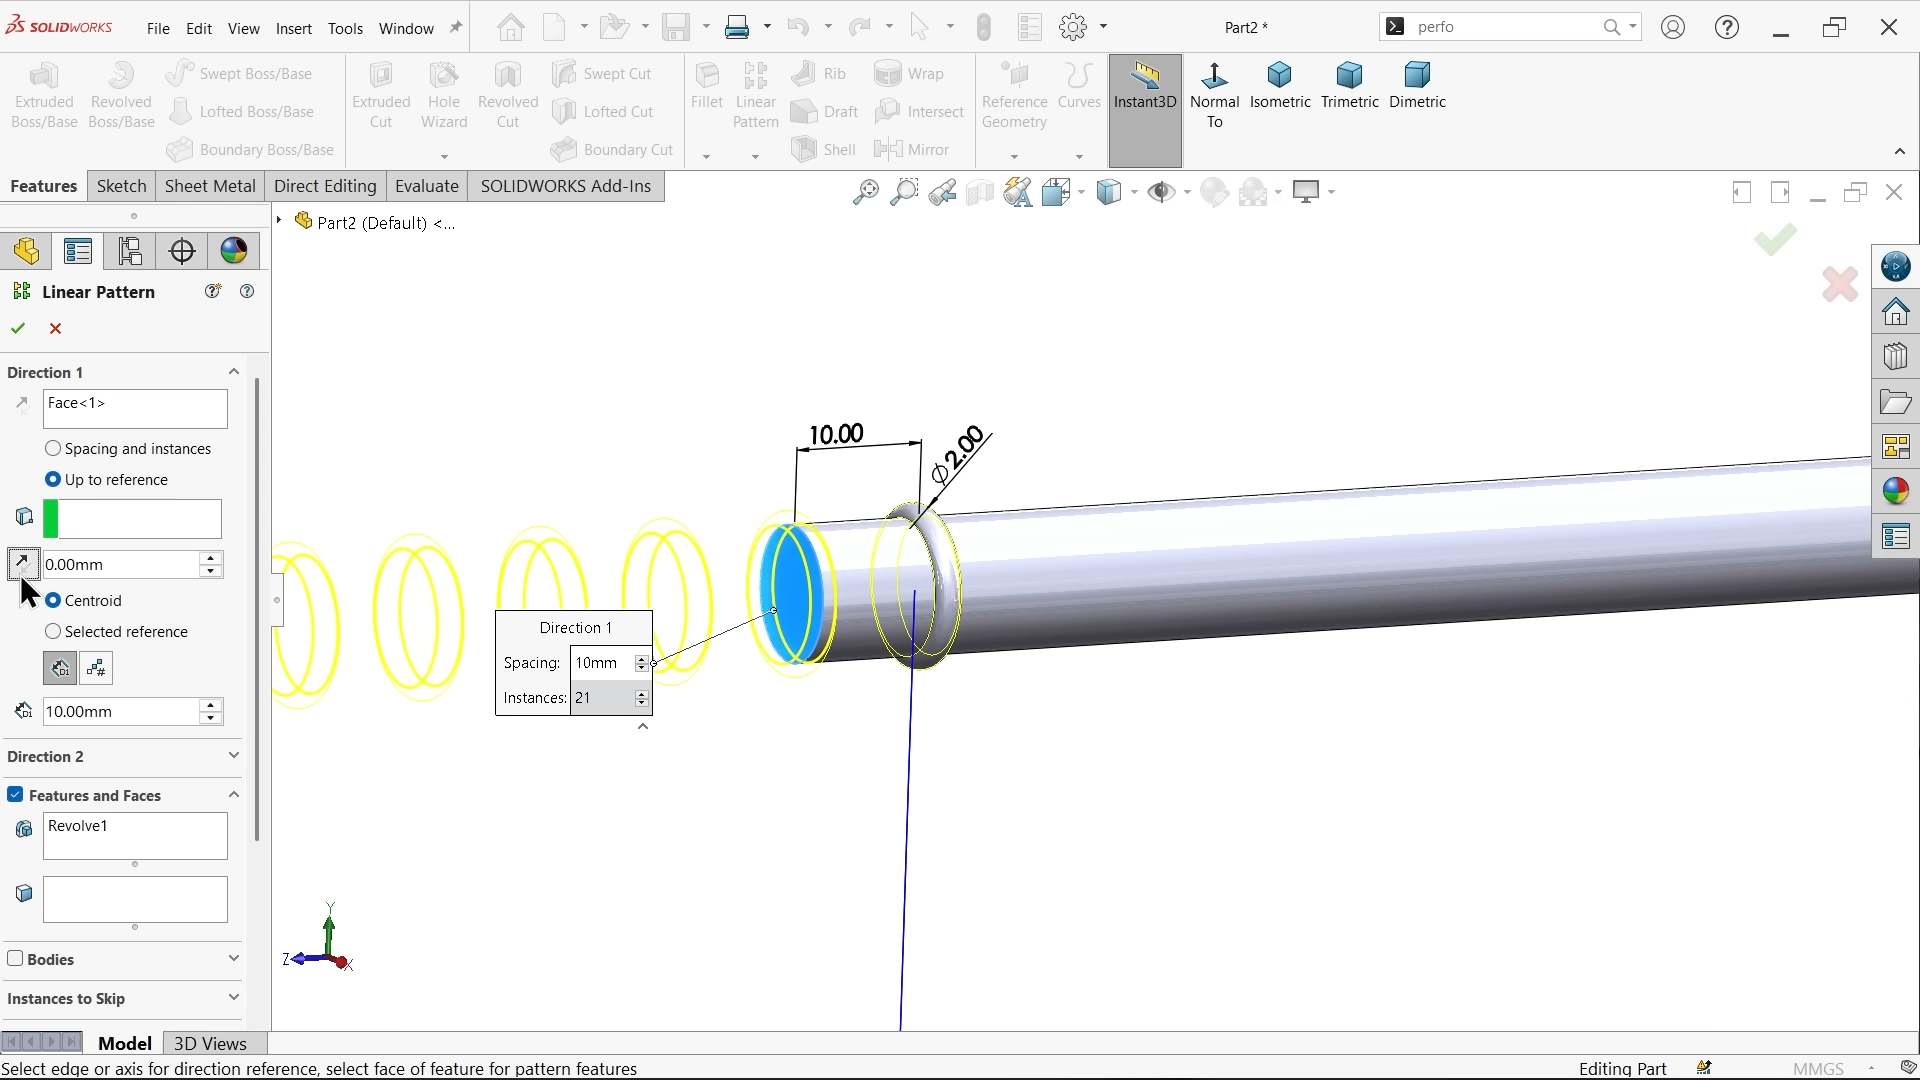 SOLIDWORKS File Edit View Insert Tools Window Part2 * perfo
Extruded Boss/Base
Revolved Boss/Base
Swept Boss/Base
Lofted Boss/Base
Boundary Boss/Base
Extruded Cut
Hole Wizard
Revolved Cut
Swept Cut
Lofted Cut
Boundary Cut
Fillet
Linear Pattern
Rib
Draft
Shell
Wrap
Intersect
Mirror
Reference Geometry
Curves
Instant3D
Normal To
Isometric
Trimetric
Dimetric
Features Sketch Sheet Metal Direct Editing Evaluate SOLIDWORKS Add-Ins
Part2 (Default) <...
Linear Pattern
Direction 1
Face<1>
Spacing and instances
Up to reference
0.00mm
Centroid
Selected reference
10.00mm
Direction 2
Features and Faces
Revolve1
Bodies
Instances to Skip
10.00
Ø2.00
Direction 1
Spacing: 10mm
Instances: 21
Y
Z
X
Model 3D Views
Select edge or axis for direction reference, select face of feature for pattern features
Editing Part
MMGS